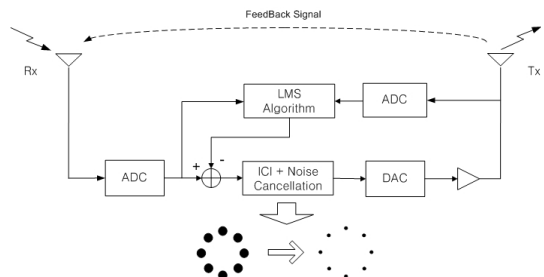 FeedBack Signal
Rx
Tx
LMS
Algorithm
ADC
ADC
+
-
ICI + Noise
Cancellation
DAC